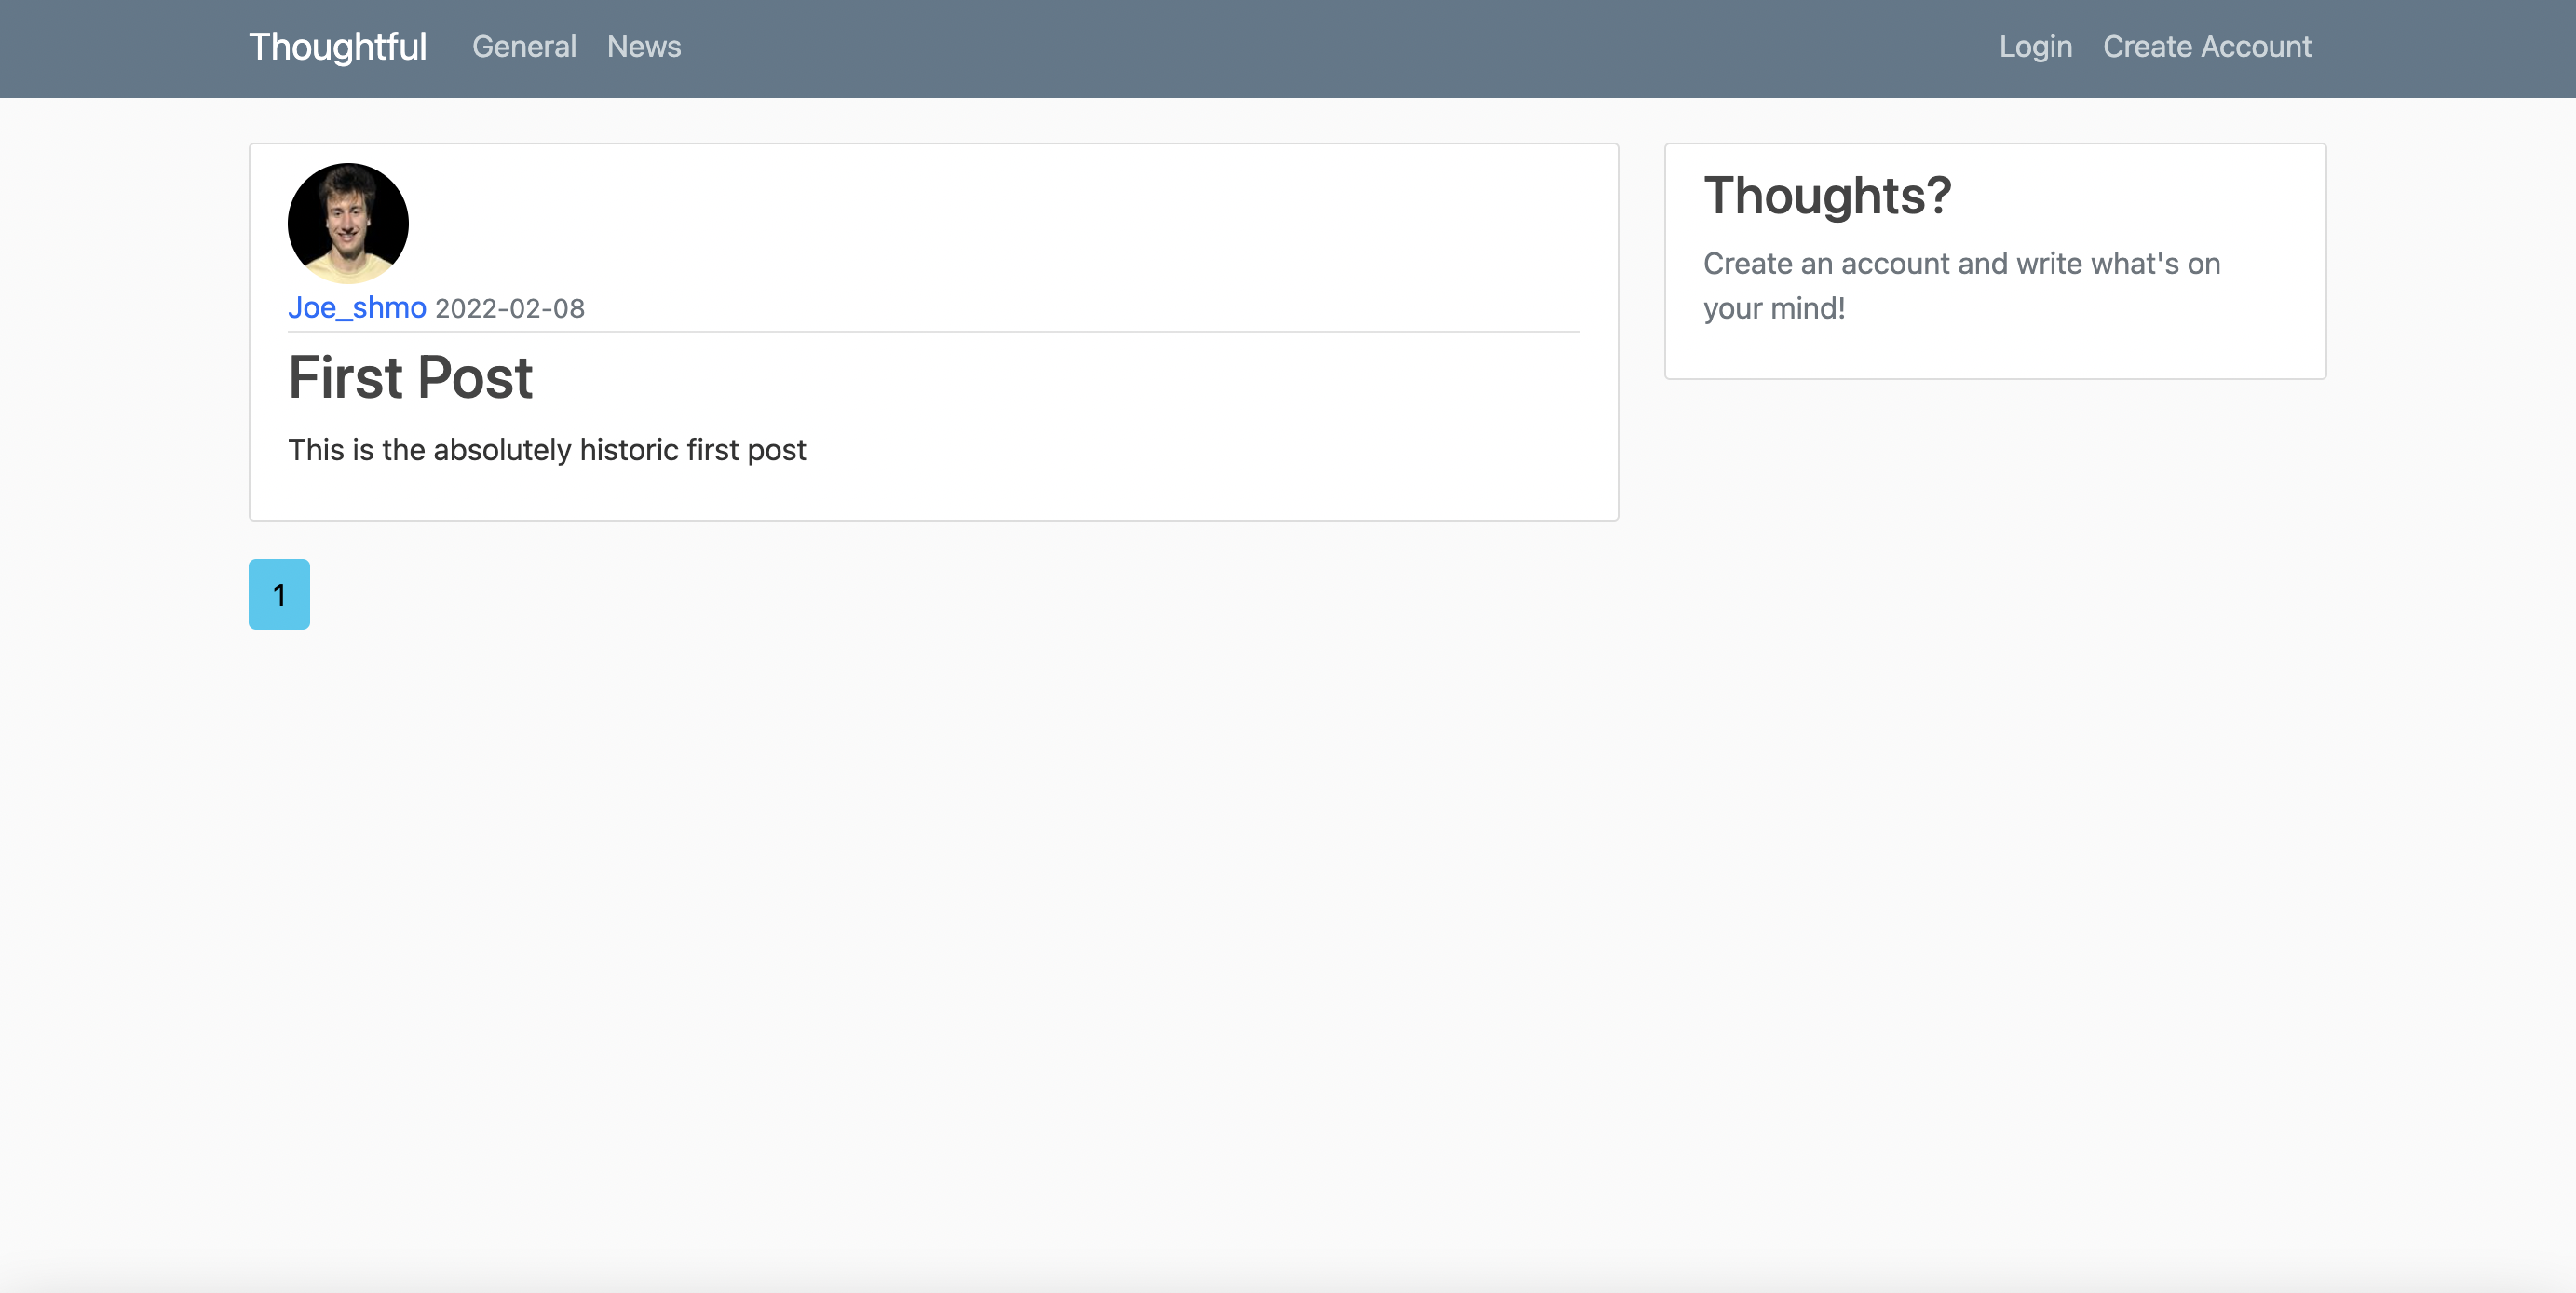 Thoughtful General News Login Create Account
Joe_shmo 2022-02-08
First Post
This is the absolutely historic first post
1
Thoughts?
Create an account and write what's on
your mind!